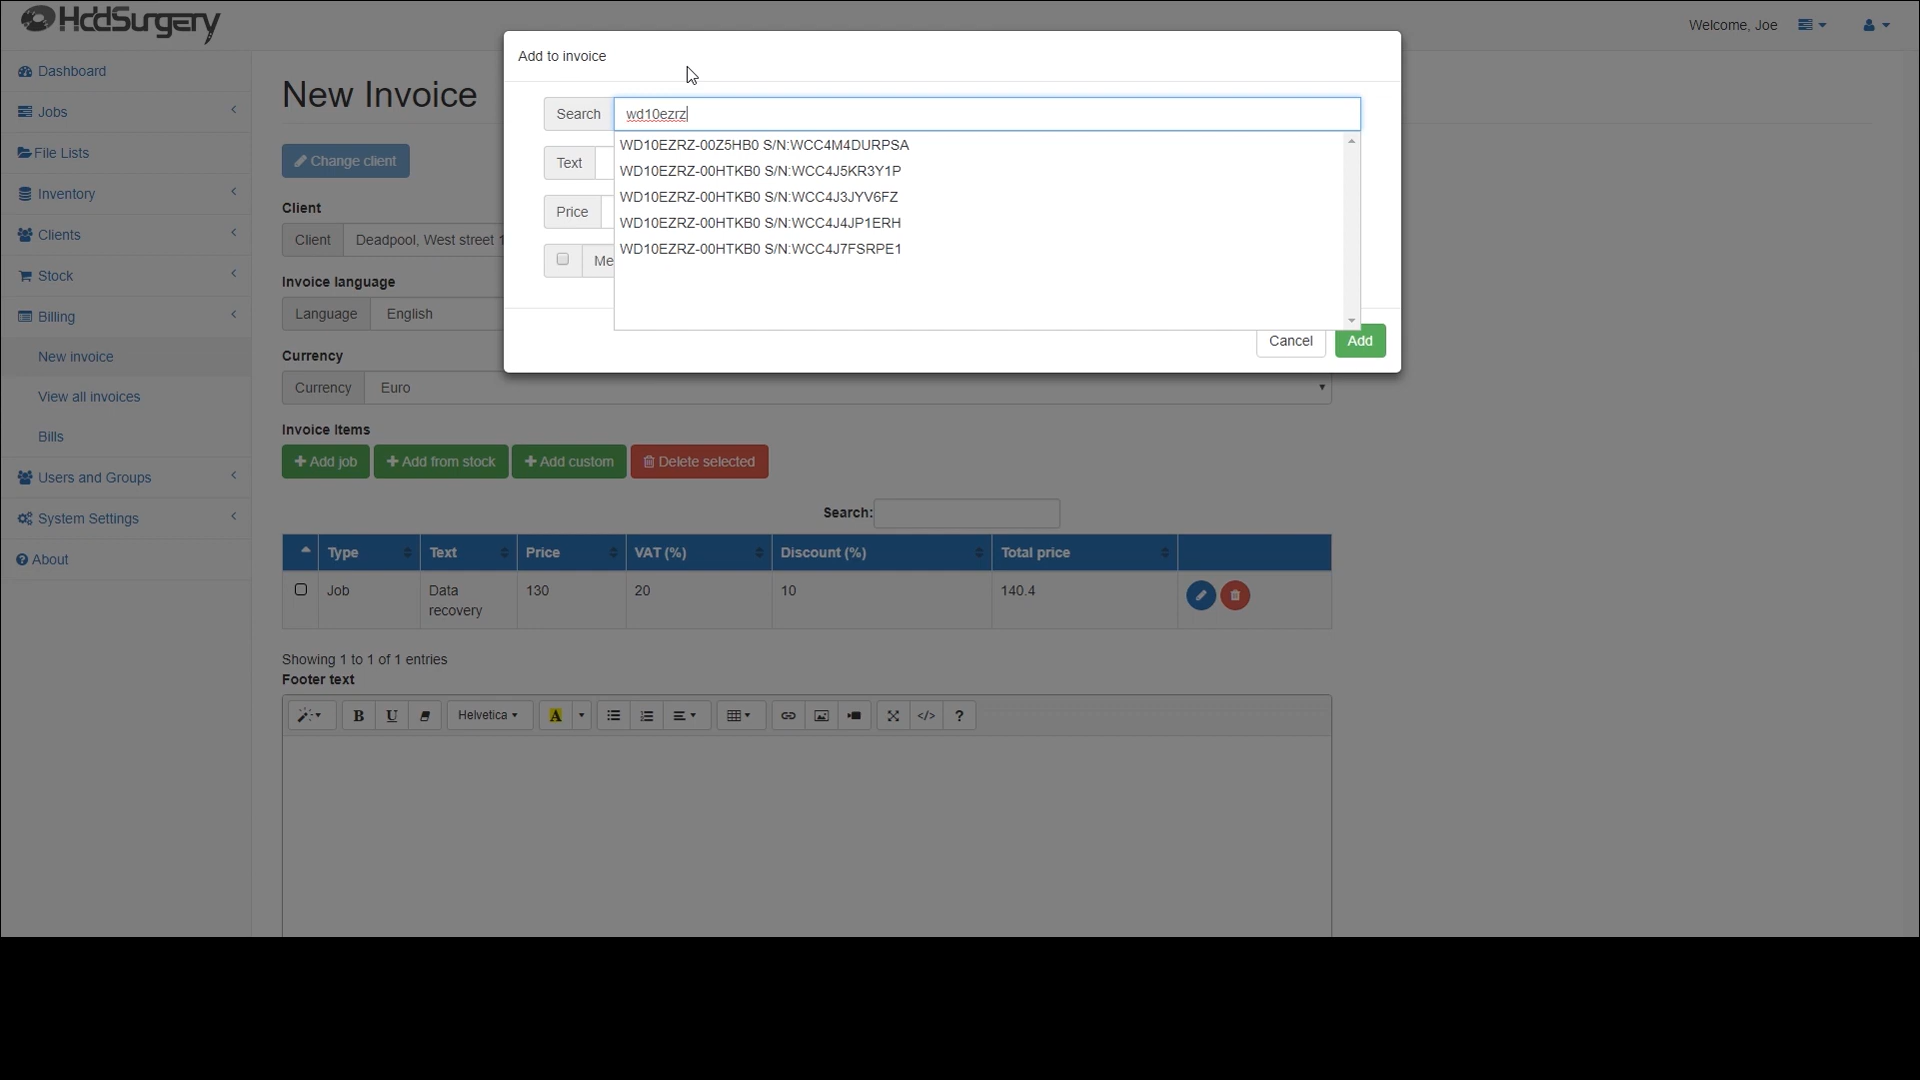 HddSurgery
Welcome, Joe
Dashboard
Jobs
File Lists
Inventory
Clients
Stock
Billing
New invoice
View all invoices
Bills
Users and Groups
System Settings
About
New Invoice
Change client
Client
Client Deadpool, West street 1
Invoice language
Language English
Currency
Currency Euro
Add to invoice
Search wd10ezrz
WD10EZRZ-00Z5HB0 S/N:WCC4M4DURPSA
WD10EZRZ-00HTKB0 S/N:WCC4J5KR3Y1P
WD10EZRZ-00HTKB0 S/N:WCC4J3JYV6FZ
WD10EZRZ-00HTKB0 S/N:WCC4J4JP1ERH
WD10EZRZ-00HTKB0 S/N:WCC4J7FSRPE1
Text
Price
Me
Cancel Add
Invoice Items
Add job Add from stock Add custom Delete selected
Search:
Type Text Price VAT (%) Discount (%) Total price
Job Data 130 20 10 140.4
recovery
Showing 1 to 1 of 1 entries
Footer text
B U Helvetica A </> ?